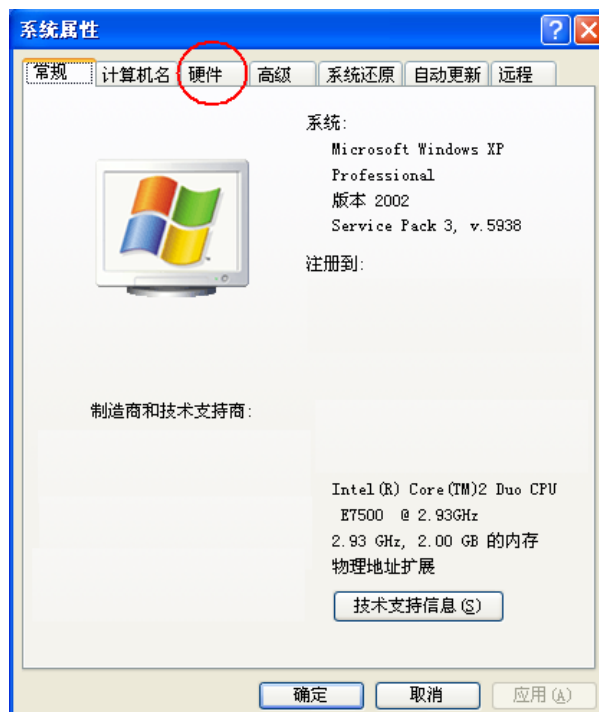 系统属性
常规
计算机名
硬件
高级
系统还原
自动更新
远程
系统:
Microsoft Windows XP
Professional
版本 2002
Service Pack 3, v.5938
注册到:
制造商和技术支持商:
Intel(R) Core(TM)2 Duo CPU
E7500 @ 2.93GHz
2.93 GHz, 2.00 GB 的内存
物理地址扩展
技术支持信息(S)
确定
取消
应用(A)